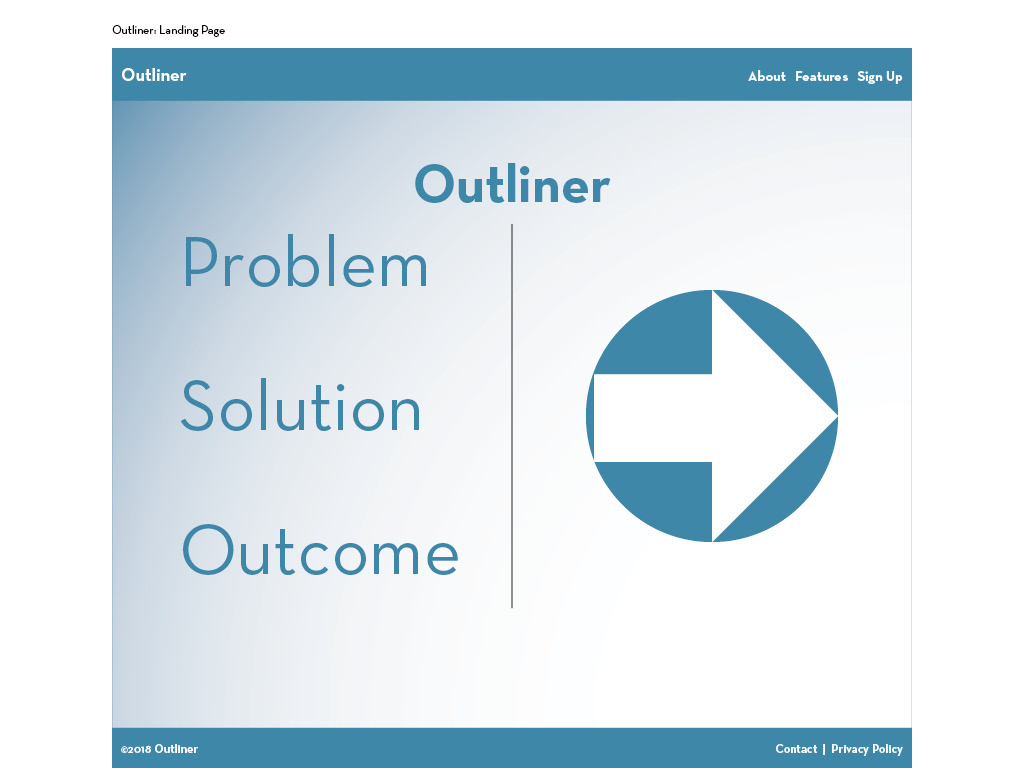 Outliner: Landing Page
Outliner
About Features Sign Up
Outliner
Problem
Solution
Outcome
©2018 Outliner
Contact | Privacy Policy